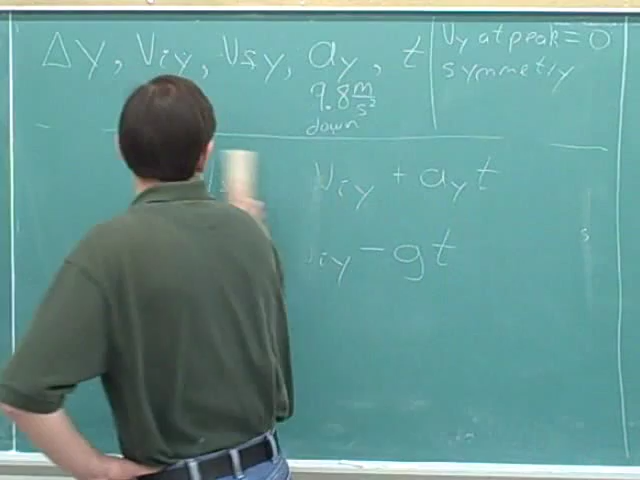 Δy, Viy, Vfy, ay, t
9.8 m/s²
down
Vy at peak = 0
symmetry
Viy + ayt
iy - gt